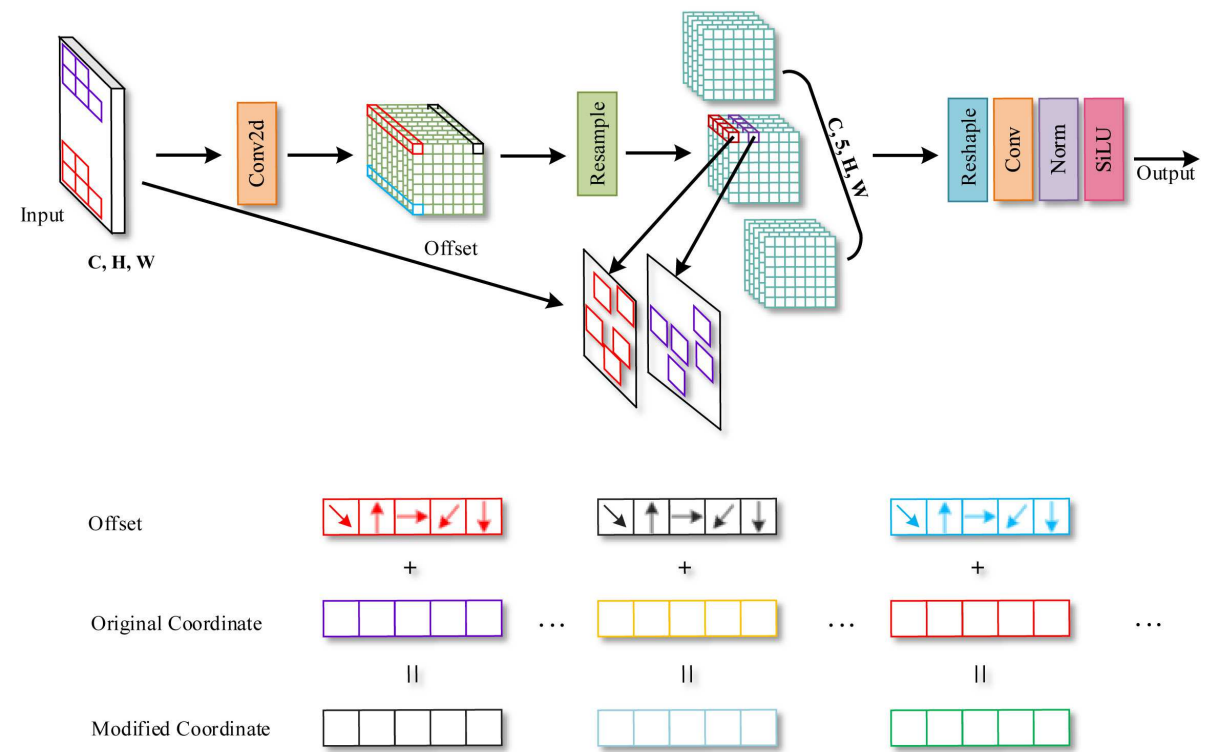 Input
C, H, W
Conv2d
Offset
Resample
C, 5, H, W
Reshaple
Conv
Norm
SiLU
Output
Offset
+ + +
Original Coordinate ... ... ...
= = =
Modified Coordinate